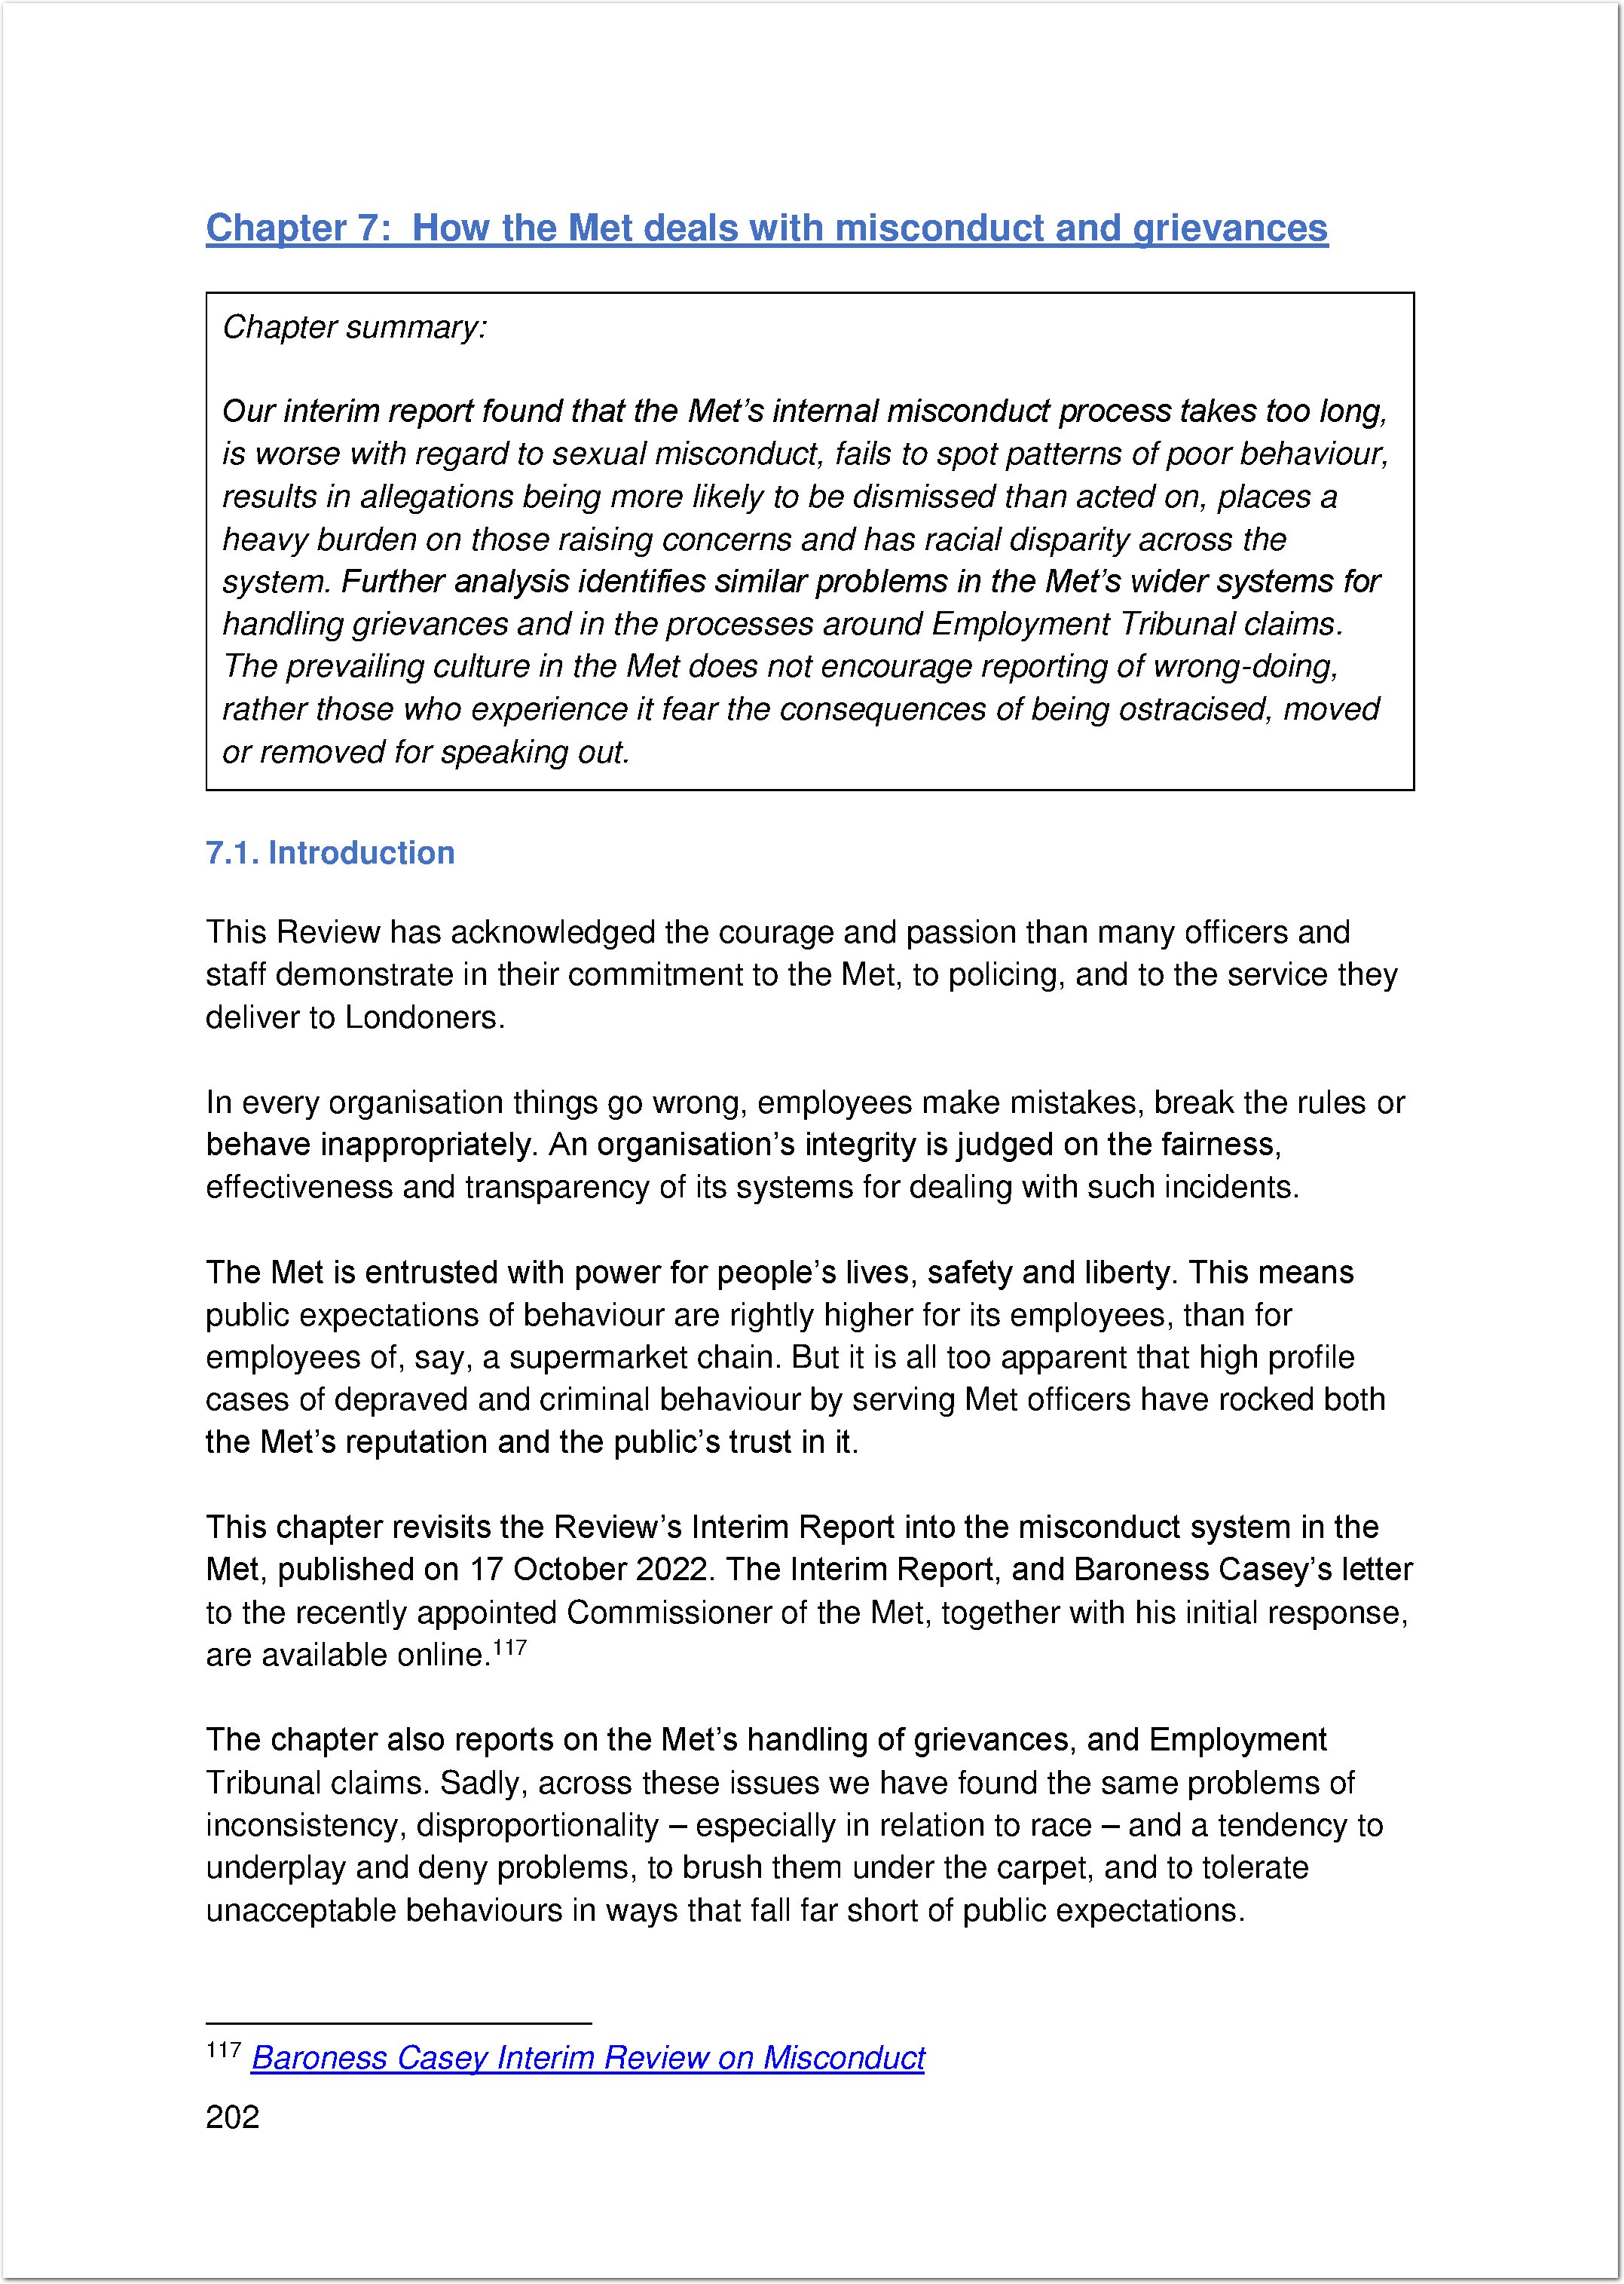 Chapter 7:  How the Met deals with misconduct and grievances
Chapter summary:
Our interim report found that the Met’s internal misconduct process takes too long,
is worse with regard to sexual misconduct, fails to spot patterns of poor behaviour,
results in allegations being more likely to be dismissed than acted on, places a
heavy burden on those raising concerns and has racial disparity across the
system. Further analysis identifies similar problems in the Met’s wider systems for
handling grievances and in the processes around Employment Tribunal claims.
The prevailing culture in the Met does not encourage reporting of wrong-doing,
rather those who experience it fear the consequences of being ostracised, moved
or removed for speaking out.
7.1. Introduction
This Review has acknowledged the courage and passion than many officers and
staff demonstrate in their commitment to the Met, to policing, and to the service they
deliver to Londoners.
In every organisation things go wrong, employees make mistakes, break the rules or
behave inappropriately. An organisation’s integrity is judged on the fairness,
effectiveness and transparency of its systems for dealing with such incidents.
The Met is entrusted with power for people’s lives, safety and liberty. This means
public expectations of behaviour are rightly higher for its employees, than for
employees of, say, a supermarket chain. But it is all too apparent that high profile
cases of depraved and criminal behaviour by serving Met officers have rocked both
the Met’s reputation and the public’s trust in it.
This chapter revisits the Review’s Interim Report into the misconduct system in the
Met, published on 17 October 2022. The Interim Report, and Baroness Casey’s letter
to the recently appointed Commissioner of the Met, together with his initial response,
are available online.117
The chapter also reports on the Met’s handling of grievances, and Employment
Tribunal claims. Sadly, across these issues we have found the same problems of
inconsistency, disproportionality – especially in relation to race – and a tendency to
underplay and deny problems, to brush them under the carpet, and to tolerate
unacceptable behaviours in ways that fall far short of public expectations.
117 Baroness Casey Interim Review on Misconduct
202